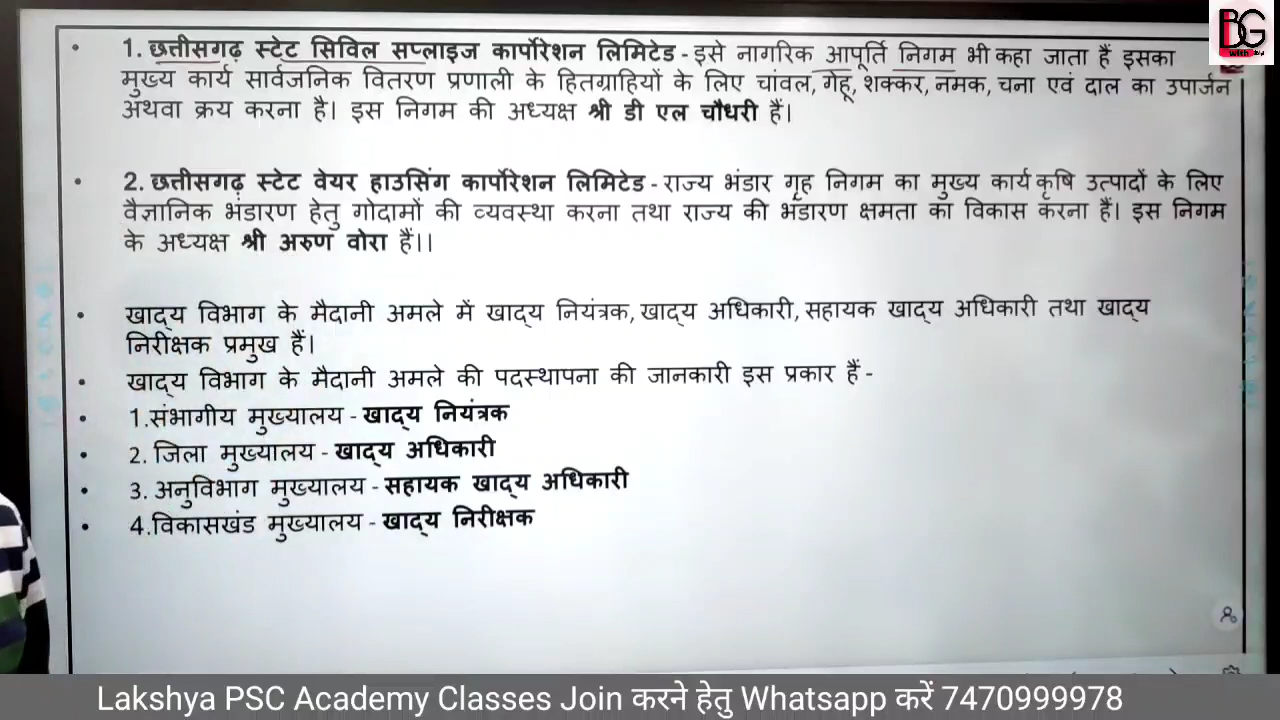 BG
with
• 1. छत्तीसगढ़ स्टेट सिविल सप्लाइज कार्पोरेशन लिमिटेड - इसे नागरिक आपूर्ति निगम भी कहा जाता हैं इसका
मुख्य कार्य सार्वजनिक वितरण प्रणाली के हितग्राहियों के लिए चांवल, गेहू, शक्कर, नमक, चना एवं दाल का उपार्जन
अथवा क्रय करना है। इस निगम की अध्यक्ष श्री डी एल चौधरी हैं।
• 2. छत्तीसगढ़ स्टेट वेयर हाउसिंग कार्पोरेशन लिमिटेड - राज्य भंडार गृह निगम का मुख्य कार्य कृषि उत्पादों के लिए
वैज्ञानिक भंडारण हेतु गोदामों की व्यवस्था करना तथा राज्य की भंडारण क्षमता का विकास करना हैं। इस निगम
के अध्यक्ष श्री अरुण वोरा हैं।।
• खाद्य विभाग के मैदानी अमले में खाद्य नियंत्रक, खाद्य अधिकारी, सहायक खाद्य अधिकारी तथा खाद्य
निरीक्षक प्रमुख हैं।
• खाद्य विभाग के मैदानी अमले की पदस्थापना की जानकारी इस प्रकार हैं -
• 1.संभागीय मुख्यालय - खाद्य नियंत्रक
• 2. जिला मुख्यालय - खाद्य अधिकारी
• 3. अनुविभाग मुख्यालय - सहायक खाद्य अधिकारी
• 4.विकासखंड मुख्यालय - खाद्य निरीक्षक
Lakshya PSC Academy Classes Join करने हेतु Whatsapp करें 7470999978